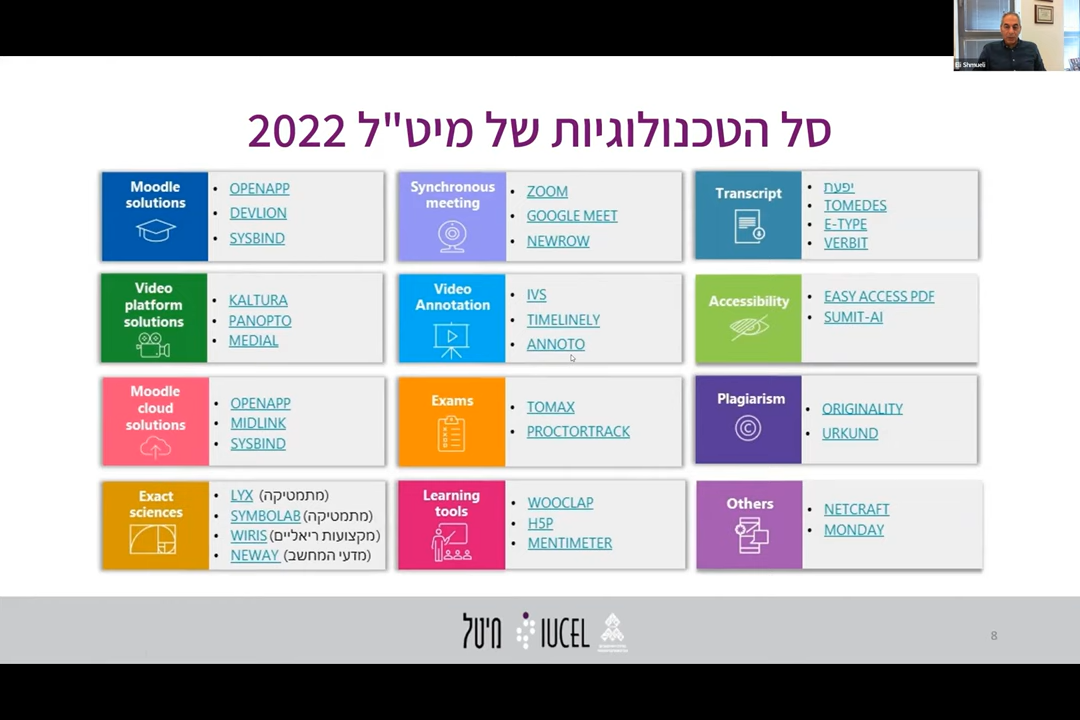 Eli Shmueli
סל הטכנולוגיות של מיט"ל 2022
Moodle
solutions
• OPENAPP
• DEVLION
• SYSBIND
Synchronous
meeting
• ZOOM
• GOOGLE MEET
• NEWROW
Transcript
• יפעת
• TOMEDES
• E-TYPE
• VERBIT
Video
platform
solutions
• KALTURA
• PANOPTO
• MEDIAL
Video
Annotation
• IVS
• TIMELINELY
• ANNOTO
Accessibility
• EASY ACCESS PDF
• SUMIT-AI
Moodle
cloud
solutions
• OPENAPP
• MIDLINK
• SYSBIND
Exams
• TOMAX
• PROCTORTRACK
Plagiarism
• ORIGINALITY
• URKUND
Exact
sciences
• LYX (מתמטיקה)
• SYMBOLAB (מתמטיקה)
• WIRIS (מקצועות ריאליים)
• NEWAY (מדעי המחשב)
Learning
tools
• WOOCLAP
• H5P
• MENTIMETER
Others
• NETCRAFT
• MONDAY
מיטל IUCEL
8